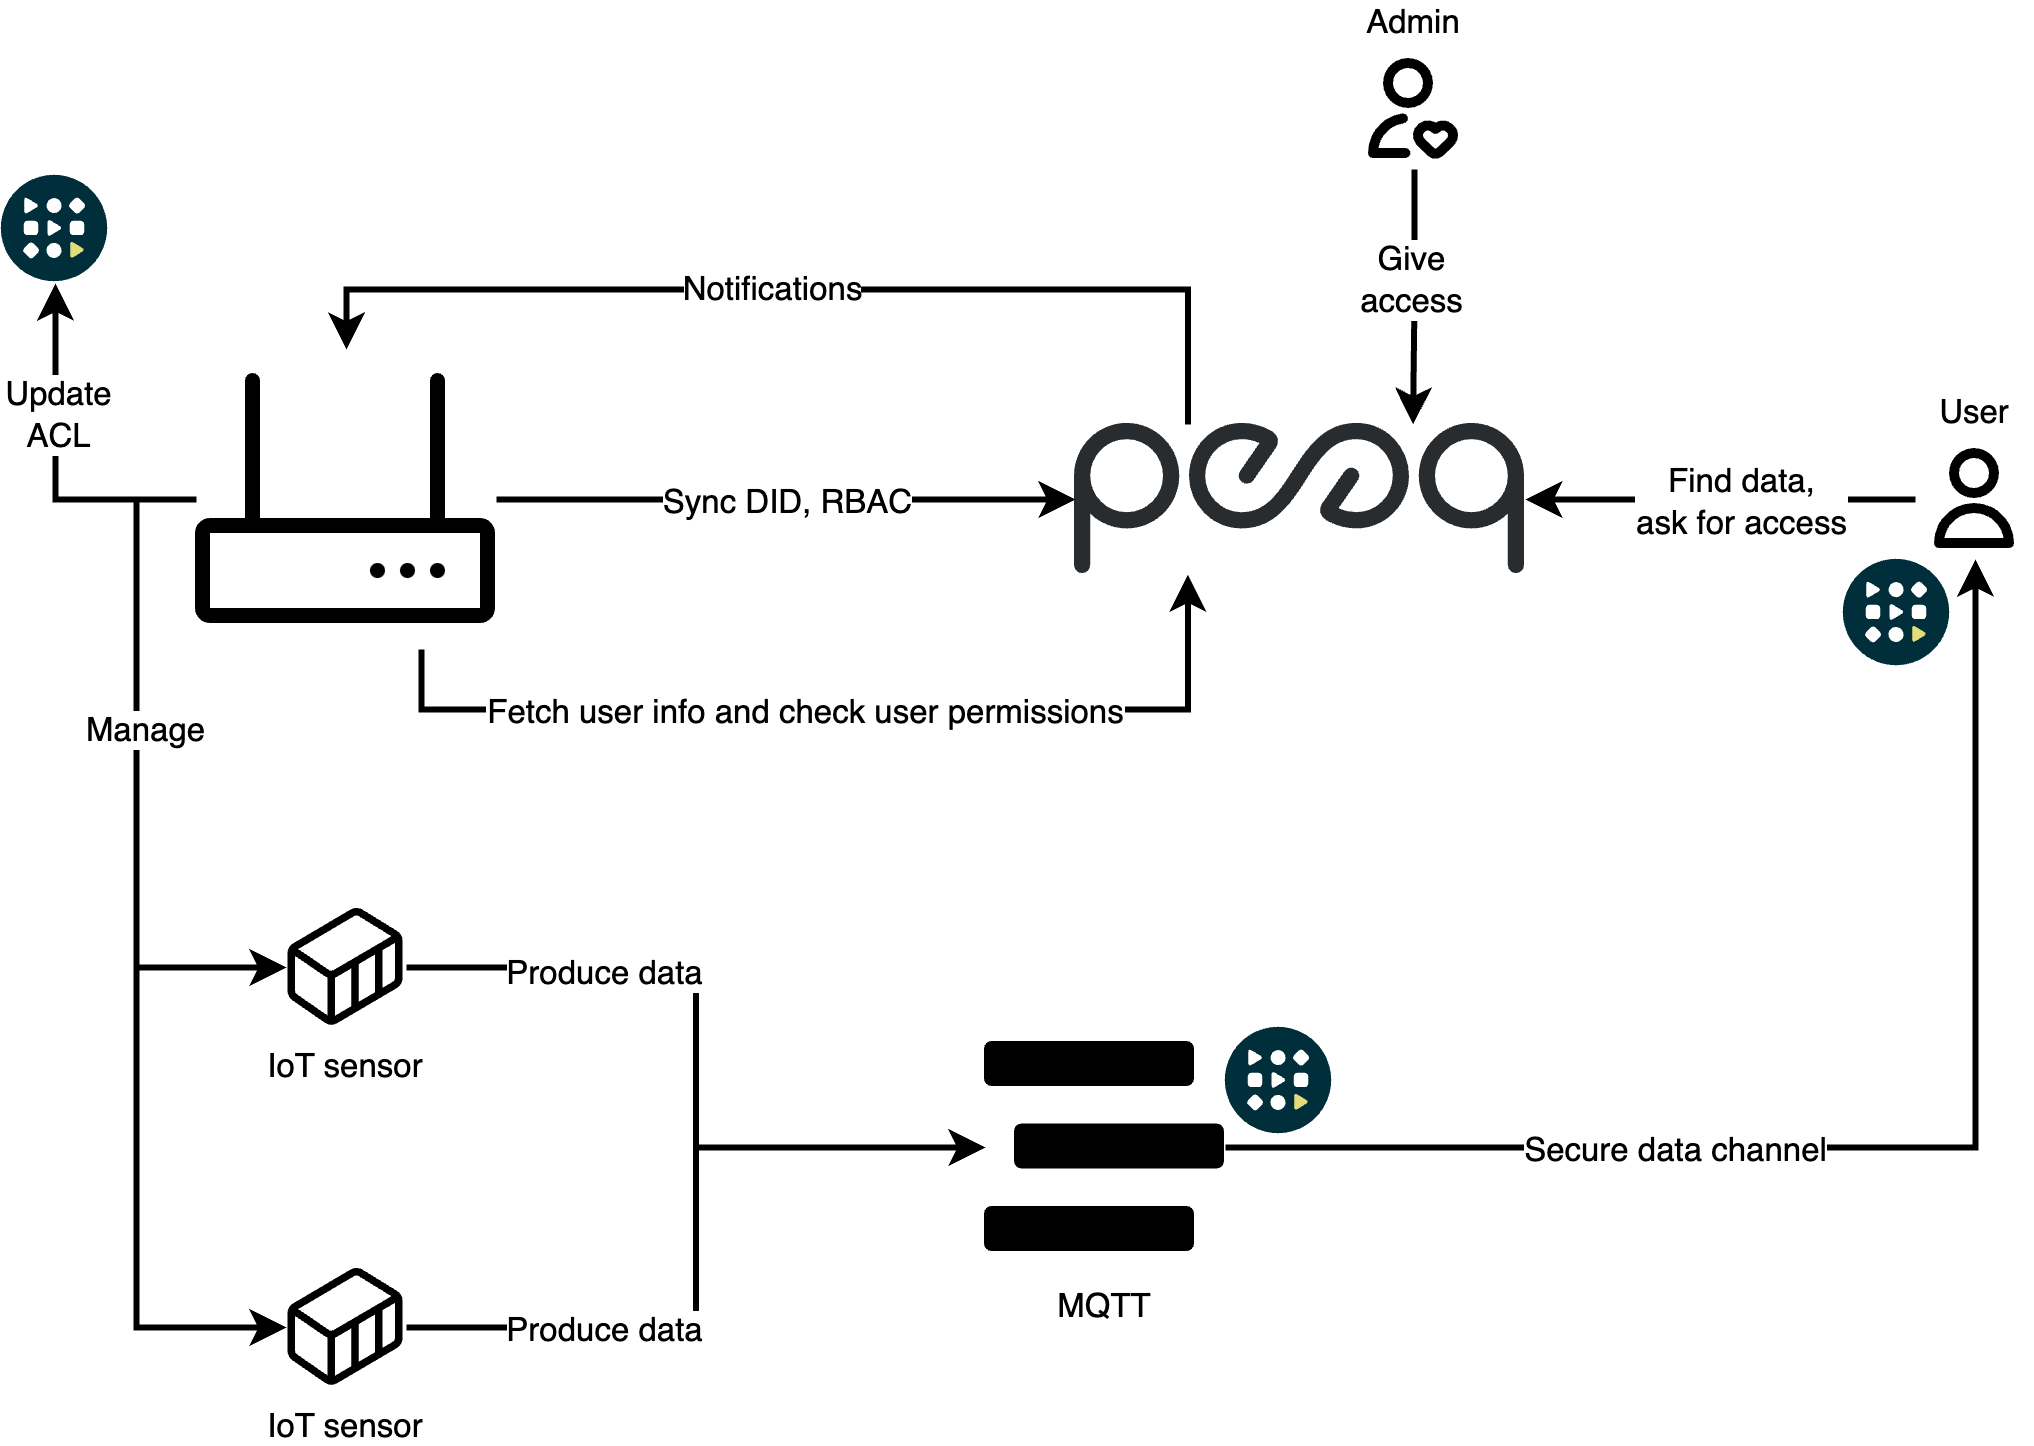 Admin
Give
access
Notifications
Update
ACL
User
peaq
Sync DID, RBAC
Find data,
ask for access
Fetch user info and check user permissions
Manage
Produce data
IoT sensor
Secure data channel
MQTT
Produce data
IoT sensor